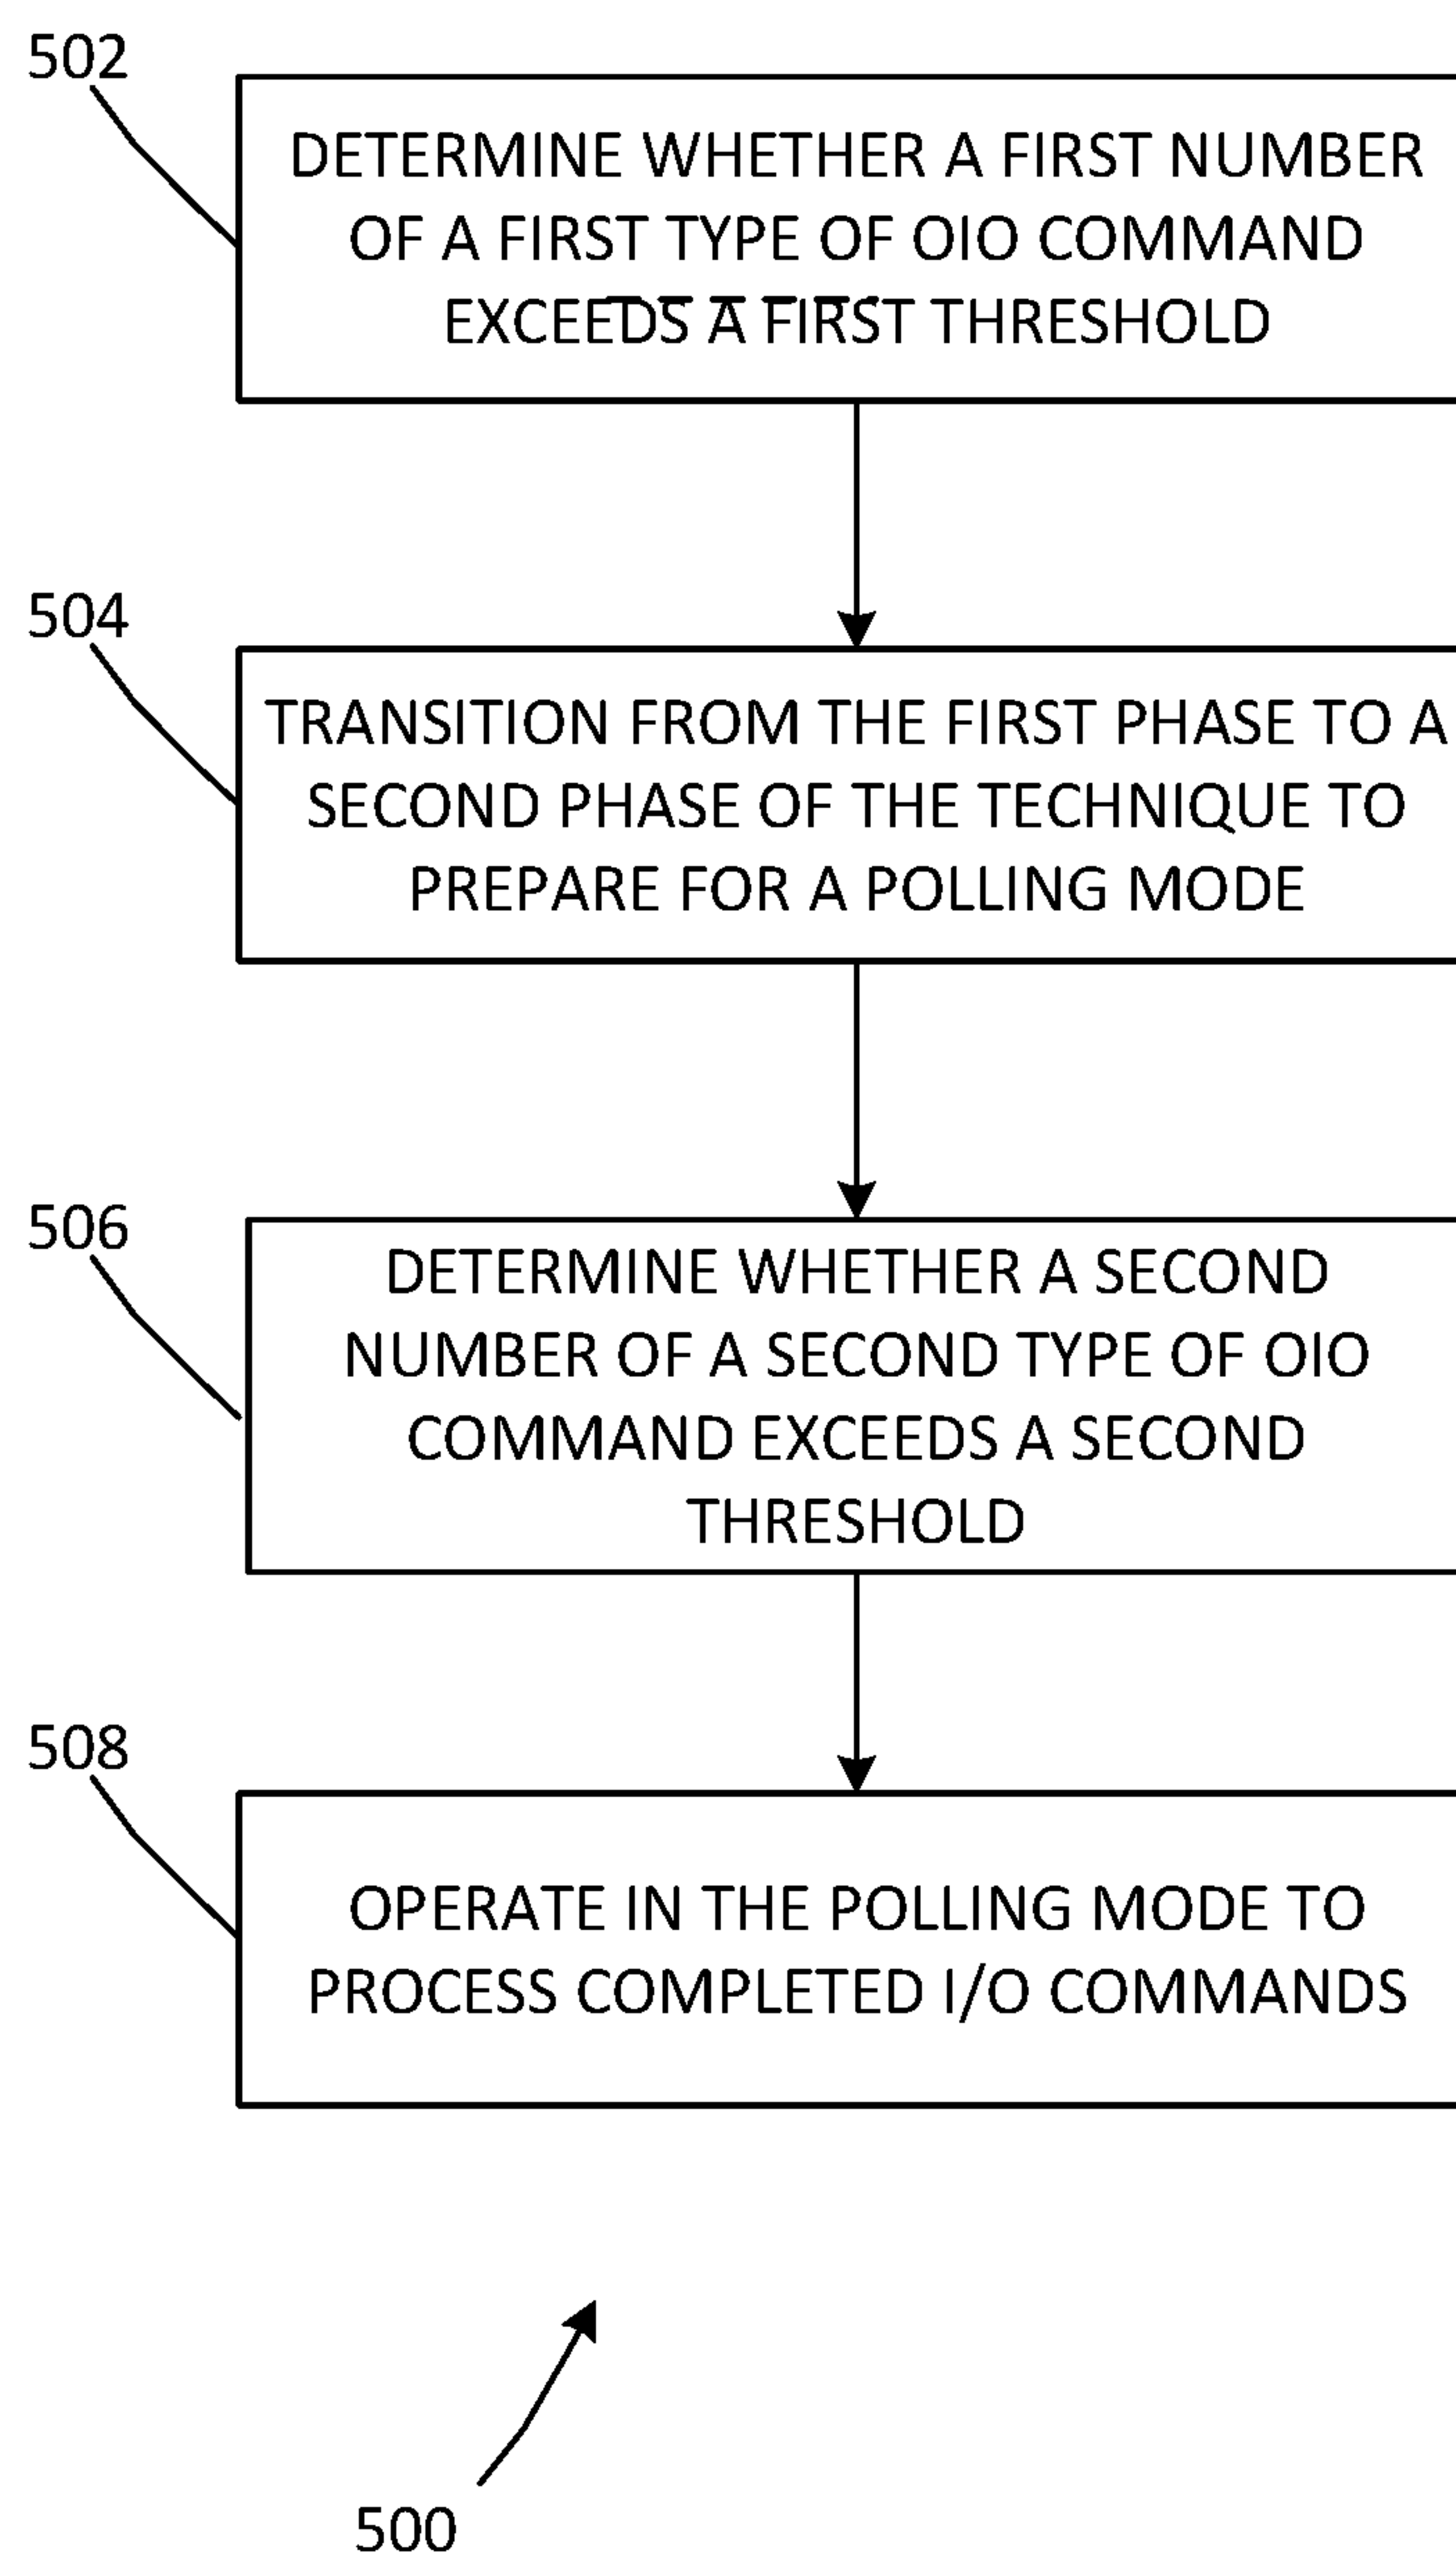 502
DETERMINE WHETHER A FIRST NUMBER
OF A FIRST TYPE OF OIO COMMAND
EXCEEDS A FIRST THRESHOLD
504
TRANSITION FROM THE FIRST PHASE TO A
SECOND PHASE OF THE TECHNIQUE TO
PREPARE FOR A POLLING MODE
506
DETERMINE WHETHER A SECOND
NUMBER OF A SECOND TYPE OF OIO
COMMAND EXCEEDS A SECOND
THRESHOLD
508
OPERATE IN THE POLLING MODE TO
PROCESS COMPLETED I/O COMMANDS
500